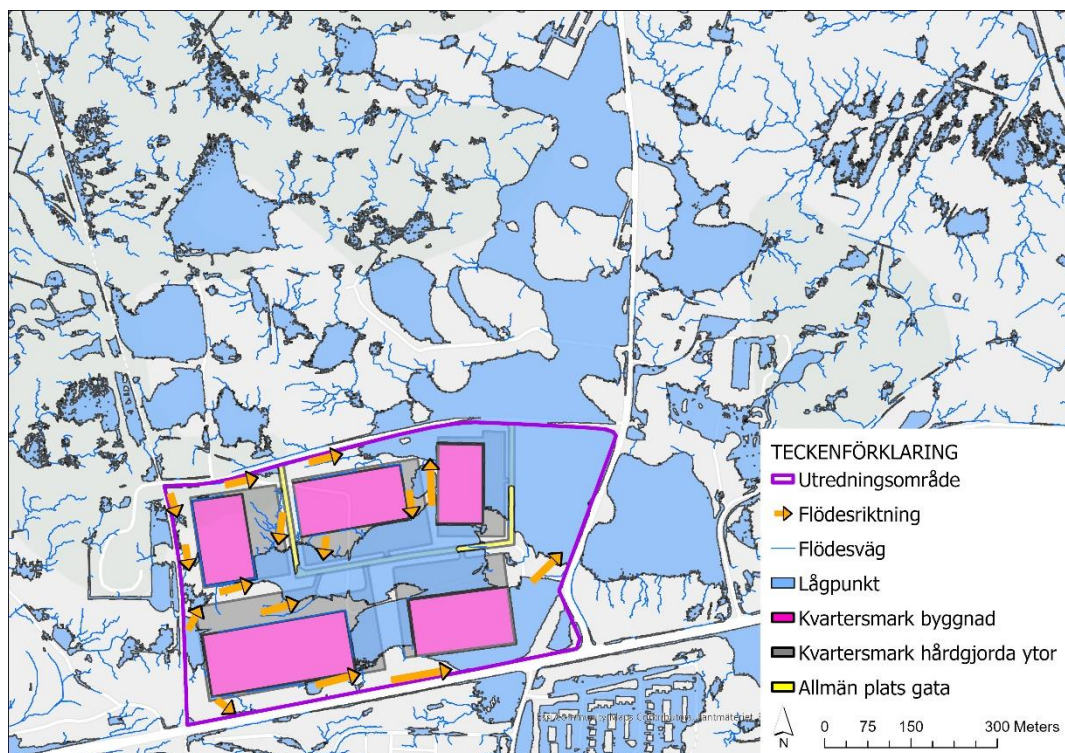 TECKENFÖRKLARING
Utredningsområde
Flödesriktning
Flödesväg
Lågpunkt
Kvartersmark byggnad
Kvartersmark hårdgjorda ytor
Allmän plats gata
N
0 75 150 300 Meters